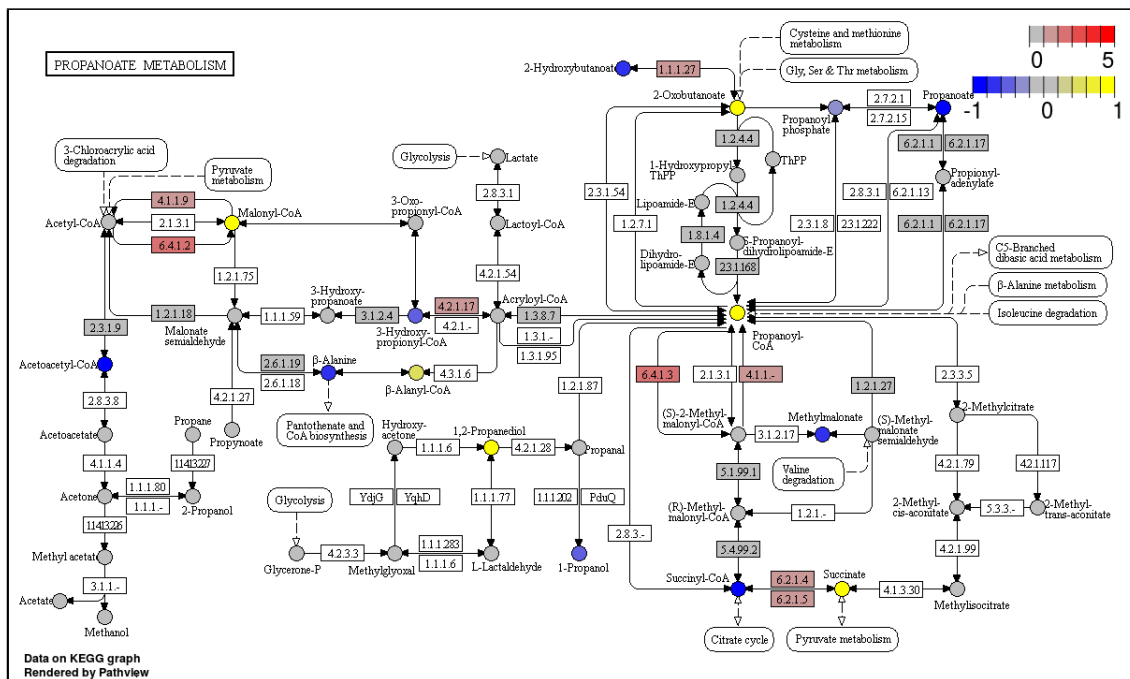 PROPANOATE METABOLISM
Cysteine and methionine
metabolism
Gly, Ser & Thr metabolism
0
5
-1
0
1
2-Hydroxybutanoate
1.1.1.27
2-Oxobutanoate
Propanoyl
phosphate
2.7.2.1
2.7.2.15
Propanoate
3-Chloroacrylic acid
degradation
Pyruvate
metabolism
Glycolysis
Lactate
2.8.3.1
Lactoyl-CoA
4.2.1.54
Acryloyl-CoA
1.2.4.4
1-Hydroxypropyl
ThPP
ThPP
6.2.1.1
6.2.1.17
Propionyl-
adenylate
2.3.1.54
1.2.7.1
Lipoamide-E
1.2.4.4
1.8.1.4
Dihydro-
lipoamide-E
S-Propanoyl-
dihydrolipoamide-E
2.3.1.168
2.3.1.8
2.3.1.222
2.8.3.1
6.2.1.13
6.2.1.1
6.2.1.17
C5-Branched
dibasic acid metabolism
β-Alanine metabolism
Isoleucine degradation
4.1.1.9
Acetyl-CoA
2.1.3.1
Malonyl-CoA
6.4.1.2
3-Oxo-
propionyl-CoA
1.2.1.75
3-Hydroxy-
propanoate
2.3.1.9
1.2.1.18
Malonate
semialdehyde
1.1.1.59
3.1.2.4
3-Hydroxy-
propionyl-CoA
4.2.1.17
4.2.1.-
1.3.8.7
1.3.1.-
1.3.1.95
Propanoyl-
CoA
Acetoacetyl-CoA
2.6.1.19
2.6.1.18
β-Alanine
β-Alanyl-CoA
4.3.1.6
1.2.1.87
6.4.1.3
2.1.3.1
4.1.1.-
1.2.1.27
2.3.3.5
2.8.3.8
Acetoacetate
Propane
4.2.1.27
Propynoate
Pantothenate and
CoA biosynthesis
Hydroxy-
acetone
1.1.1.6
1,2-Propanediol
4.2.1.28
Propanal
(S)-2-Methyl-
malonyl-CoA
3.1.2.17
Methylmalonate
(S)-Methyl-
malonate
semialdehyde
2-Methylcitrate
4.1.1.4
1.14.13.227
Acetone
1.1.1.80
1.1.1.-
2-Propanol
Glycolysis
YdjG
YqhD
1.1.1.77
1.1.1.202
PduQ
5.1.99.1
Valine
degradation
4.2.1.79
4.2.1.117
1.14.13.226
(R)-Methyl-
malonyl-CoA
1.2.1.-
2-Methyl-
cis-aconitate
5.3.3.-
2-Methyl-
trans-aconitate
Methyl acetate
Glycerone-P
4.2.3.3
Methylglyoxal
1.1.1.283
1.1.1.6
L-Lactaldehyde
1-Propanol
2.8.3.-
5.4.99.2
4.2.1.99
3.1.1.-
Acetate
Methanol
Succinyl-CoA
6.2.1.4
6.2.1.5
Succinate
4.1.3.30
Methylisocitrate
Citrate cycle
Pyruvate metabolism
Data on KEGG graph
Rendered by Pathview